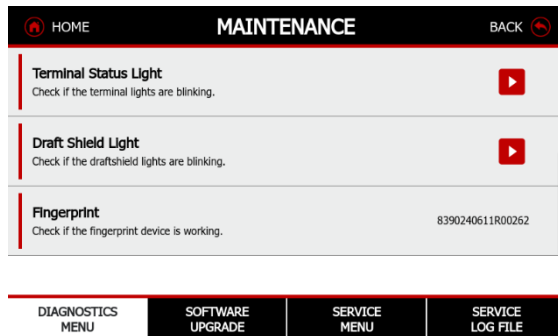 HOME MAINTENANCE BACK
Terminal Status Light
Check if the terminal lights are blinking.
Draft Shield Light
Check if the draftshield lights are blinking.
Fingerprint
Check if the fingerprint device is working.
8390240611R00262
DIAGNOSTICS MENU
SOFTWARE UPGRADE
SERVICE MENU
SERVICE LOG FILE